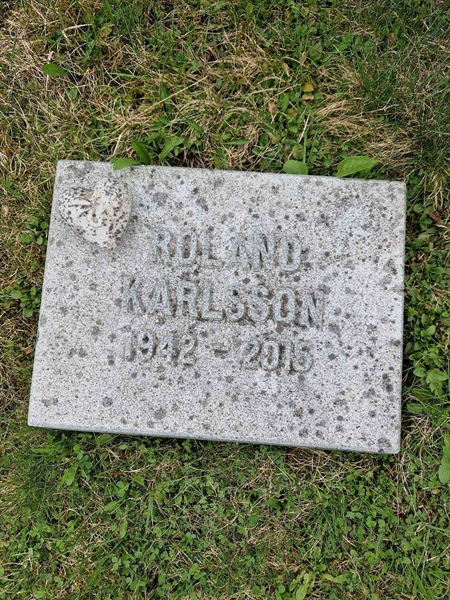 ROLAND
KARLSSON
1942 - 2015